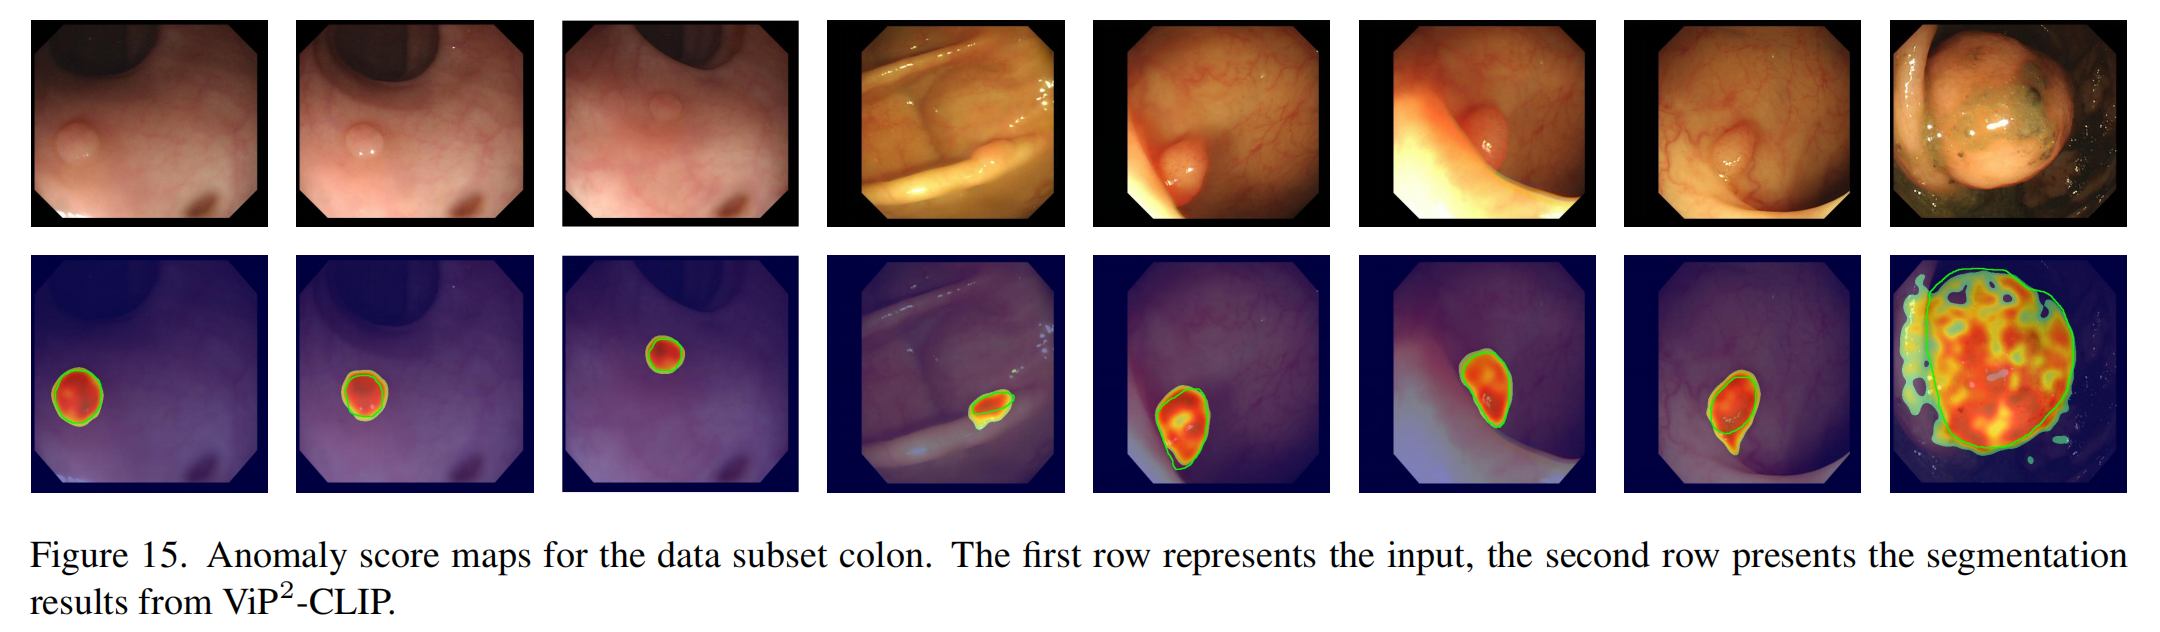 Figure 15. Anomaly score maps for the data subset colon. The first row represents the input, the second row presents the segmentation
results from ViP²-CLIP.